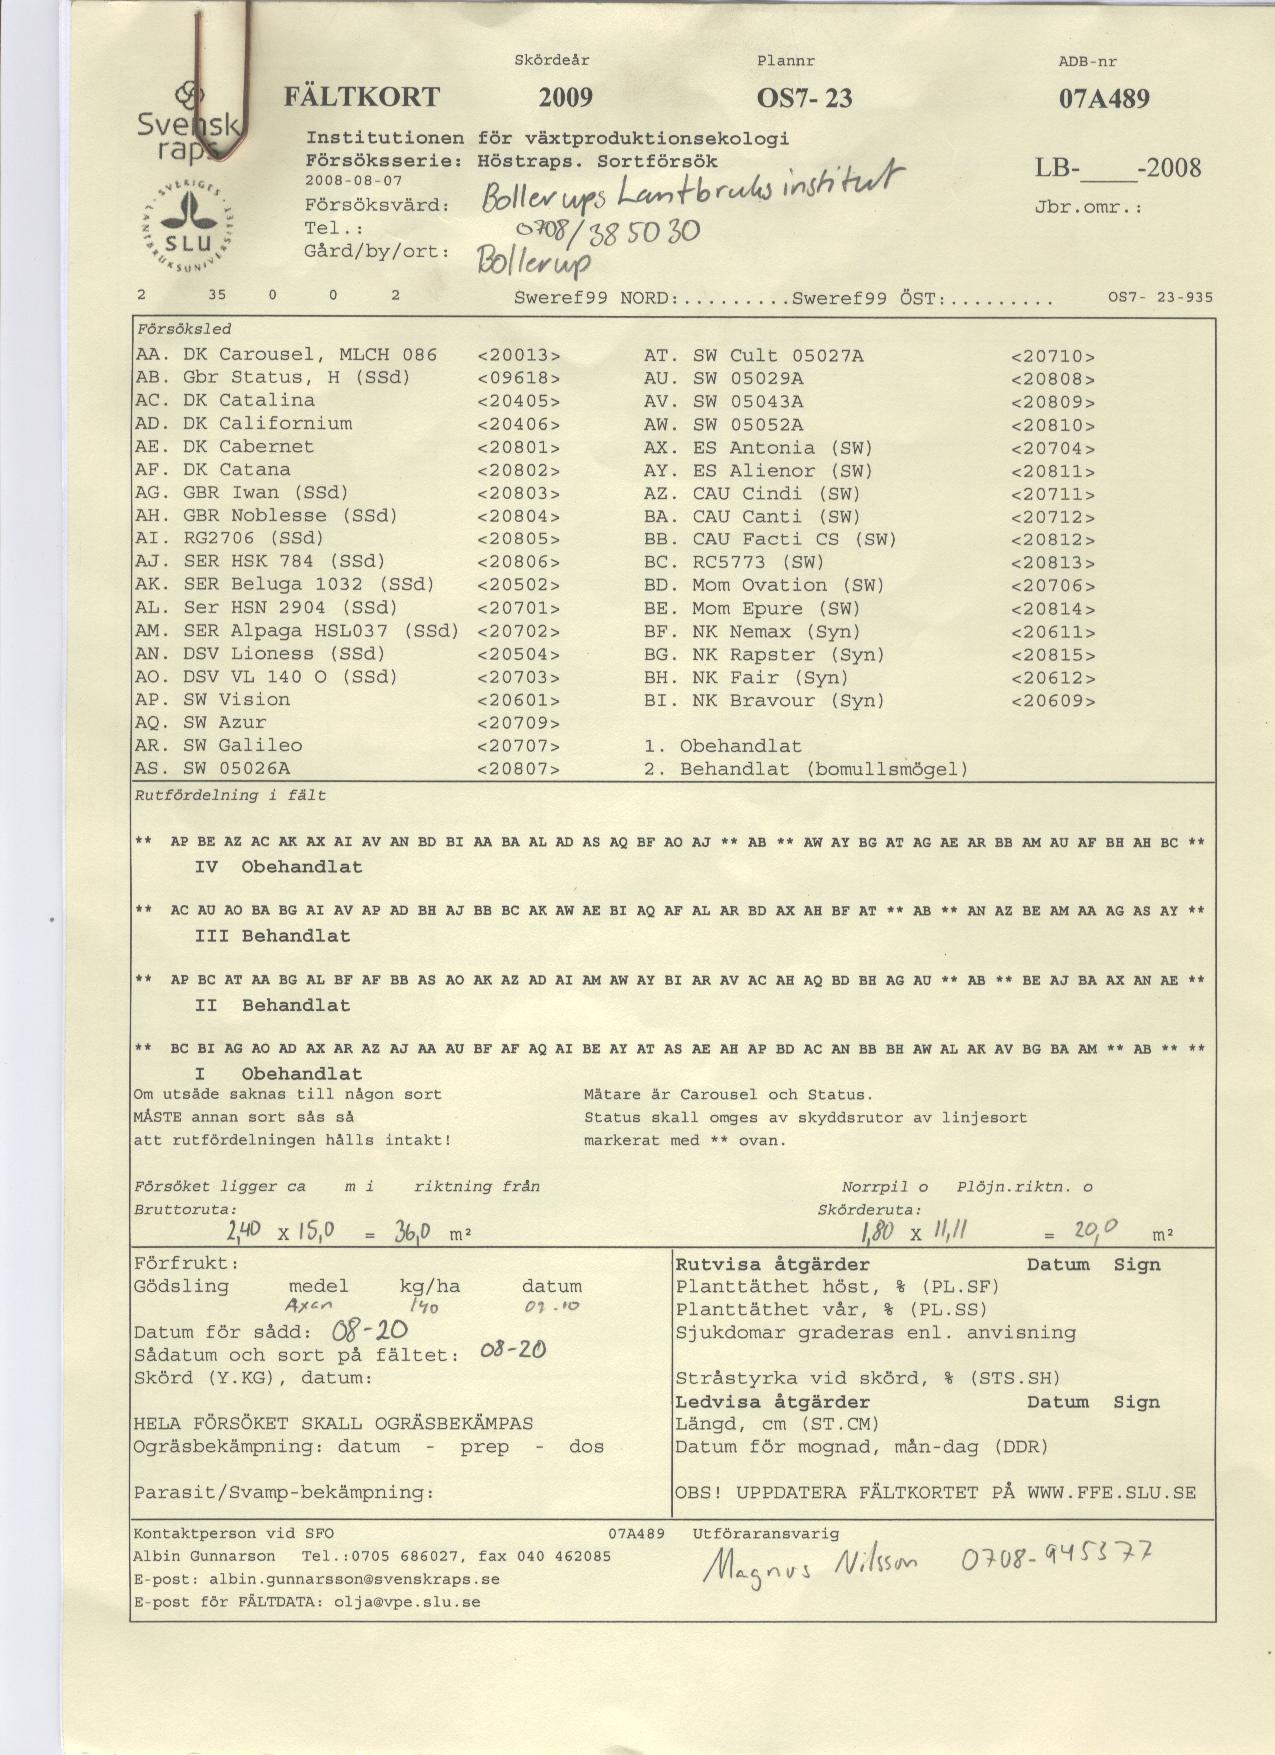 Skördeår Plannr ADB-nr
FÄLTKORT 2009 OS7- 23 07A489
Svensk
raps
Institutionen för växtproduktionsekologi
Försöksserie: Höstraps. Sortförsök
2008-08-07
LB-____-2008
Försöksvärd: Bollerups Lantbruksinstitut
Jbr.omr.:
Tel.: 0708/385030
Gård/by/ort: Bollerup
SVERIGES LANTBRUKSUNIVERSITET
SLU
2 35 0 0 2 Sweref99 NORD:.........Sweref99 ÖST:......... OS7- 23-935
Försöksled
AA. DK Carousel, MLCH 086 <20013> AT. SW Cult 05027A <20710>
AB. Gbr Status, H (SSd) <09618> AU. SW 05029A <20808>
AC. DK Catalina <20405> AV. SW 05043A <20809>
AD. DK Californium <20406> AW. SW 05052A <20810>
AE. DK Cabernet <20801> AX. ES Antonia (SW) <20704>
AF. DK Catana <20802> AY. ES Alienor (SW) <20811>
AG. GBR Iwan (SSd) <20803> AZ. CAU Cindi (SW) <20711>
AH. GBR Noblesse (SSd) <20804> BA. CAU Canti (SW) <20712>
AI. RG2706 (SSd) <20805> BB. CAU Facti CS (SW) <20812>
AJ. SER HSK 784 (SSd) <20806> BC. RC5773 (SW) <20813>
AK. SER Beluga 1032 (SSd) <20502> BD. Mom Ovation (SW) <20706>
AL. Ser HSN 2904 (SSd) <20701> BE. Mom Epure (SW) <20814>
AM. SER Alpaga HSL037 (SSd) <20702> BF. NK Nemax (Syn) <20611>
AN. DSV Lioness (SSd) <20504> BG. NK Rapster (Syn) <20815>
AO. DSV VL 140 O (SSd) <20703> BH. NK Fair (Syn) <20612>
AP. SW Vision <20601> BI. NK Bravour (Syn) <20609>
AQ. SW Azur <20709>
AR. SW Galileo <20707> 1. Obehandlat
AS. SW 05026A <20807> 2. Behandlat (bomullsmögel)
Rutfördelning i fält
** AP BE AZ AC AK AX AI AV AN BD BI AA BA AL AD AS AQ BF AO AJ ** AB ** AW AY BG AT AG AE AR BB AM AU AF BH AH BC **
IV Obehandlat
** AC AU AO BA BG AI AV AP AD BH AJ BB BC AK AW AE BI AQ AF AL AR BD AX AH BF AT ** AB ** AN AZ BE AM AA AG AS AY **
III Behandlat
** AP BC AT AA BG AL BF AF BB AS AO AK AZ AD AI AM AW AY BI AR AV AC AH AQ BD BH AG AU ** AB ** BE AJ BA AX AN AE **
II Behandlat
** BC BI AG AO AD AX AR AZ AJ AA AU BF AF AQ AI BE AY AT AS AE AH AP BD AC AN BB BH AW AL AK AV BG BA AM ** AB ** **
I Obehandlat
Om utsäde saknas till någon sort Mätare är Carousel och Status.
MÅSTE annan sort sås så Status skall omges av skyddsrutor av linjesort
att rutfördelningen hålls intakt! markerat med ** ovan.
Försöket ligger ca m i riktning från Norrpil o Plöjn.riktn. o
Bruttoruta: Skörderuta:
2,40 x 15,0 = 36,0 m² 1,80 x 11,11 = 20,0 m²
Förfrukt: Rutvisa åtgärder Datum Sign
Gödsling medel kg/ha datum Planttäthet höst, % (PL.SF)
Axan 140 09.10 Planttäthet vår, % (PL.SS)
Datum för sådd: 08-20 Sjukdomar graderas enl. anvisning
Sådatum och sort på fältet: 08-20
Skörd (Y.KG), datum: Stråstyrka vid skörd, % (STS.SH)
Ledvisa åtgärder Datum Sign
HELA FÖRSÖKET SKALL OGRÄSBEKÄMPAS Längd, cm (ST.CM)
Ogräsbekämpning: datum - prep - dos Datum för mognad, mån-dag (DDR)
Parasit/Svamp-bekämpning: OBS! UPPDATERA FÄLTKORTET PÅ WWW.FFE.SLU.SE
Kontaktperson vid SFO 07A489 Utföraransvarig
Albin Gunnarson Tel.:0705 686027, fax 040 462085 Magnus Nilsson 0708-945377
E-post: albin.gunnarsson@svenskraps.se
E-post för FÄLTDATA: olja@vpe.slu.se